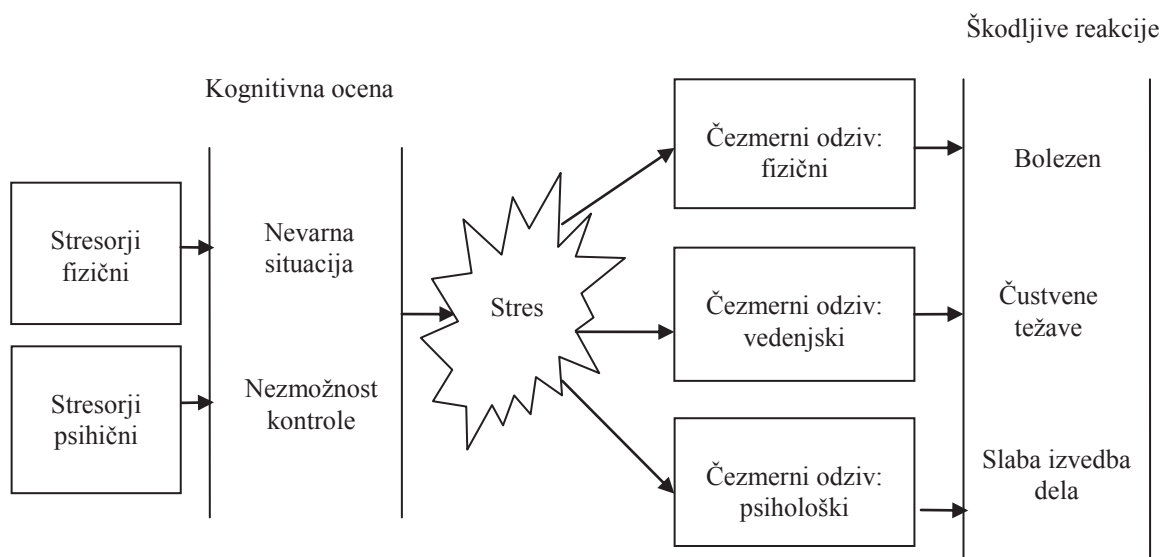 Škodljive reakcije
Kognitivna ocena
Stresorji
fizični
Stresorji
psihični
Nevarna
situacija
Nezmožnost
kontrole
Stres
Čezmerni odziv:
fizični
Čezmerni odziv:
vedenjski
Čezmerni odziv:
psihološki
Bolezen
Čustvene
težave
Slaba izvedba
dela